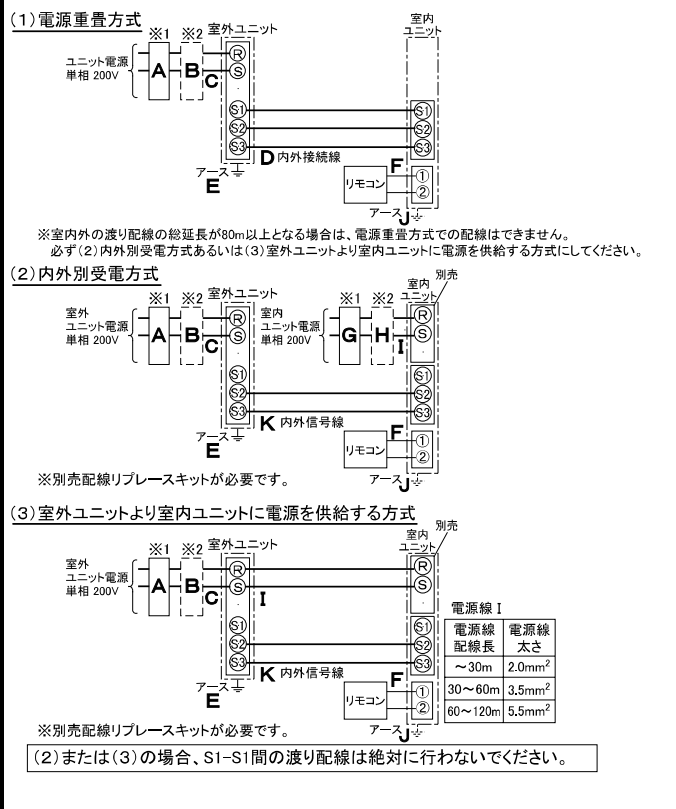 (1)電源重畳方式
※1 ※2 室外ユニット
室内
ユニット
ユニット電源
単相 200V
A B C
R
S
S1
S2
S3
S1
S2
S3
D 内外接続線
アース
E
リモコン
F
①
②
アース J
※室内外の渡り配線の総延長が80m以上となる場合は、電源重畳方式での配線はできません。
必ず(2)内外別受電方式あるいは(3)室外ユニットより室内ユニットに電源を供給する方式にしてください。
(2)内外別受電方式
※1 ※2 室外ユニット
※1 ※2 室内
ユニット
別売
室外
ユニット電源
単相 200V
A B C
R
S
S1
S2
S3
室内
ユニット電源
単相 200V
G H I
R
S
S1
S2
S3
K 内外信号線
アース
E
リモコン
F
①
②
アース J
※別売配線リプレースキットが必要です。
(3)室外ユニットより室内ユニットに電源を供給する方式
※1 ※2 室外ユニット
室内
ユニット
別売
室外
ユニット電源
単相 200V
A B C
R
S
I
R
S
S1
S2
S3
S1
S2
S3
K 内外信号線
アース
E
リモコン
F
①
②
アース J
電源線 I
電源線 電源線
配線長 太さ
～30m 2.0mm²
30～60m 3.5mm²
60～120m 5.5mm²
※別売配線リプレースキットが必要です。
(2)または(3)の場合、S1-S1間の渡り配線は絶対に行わないでください。